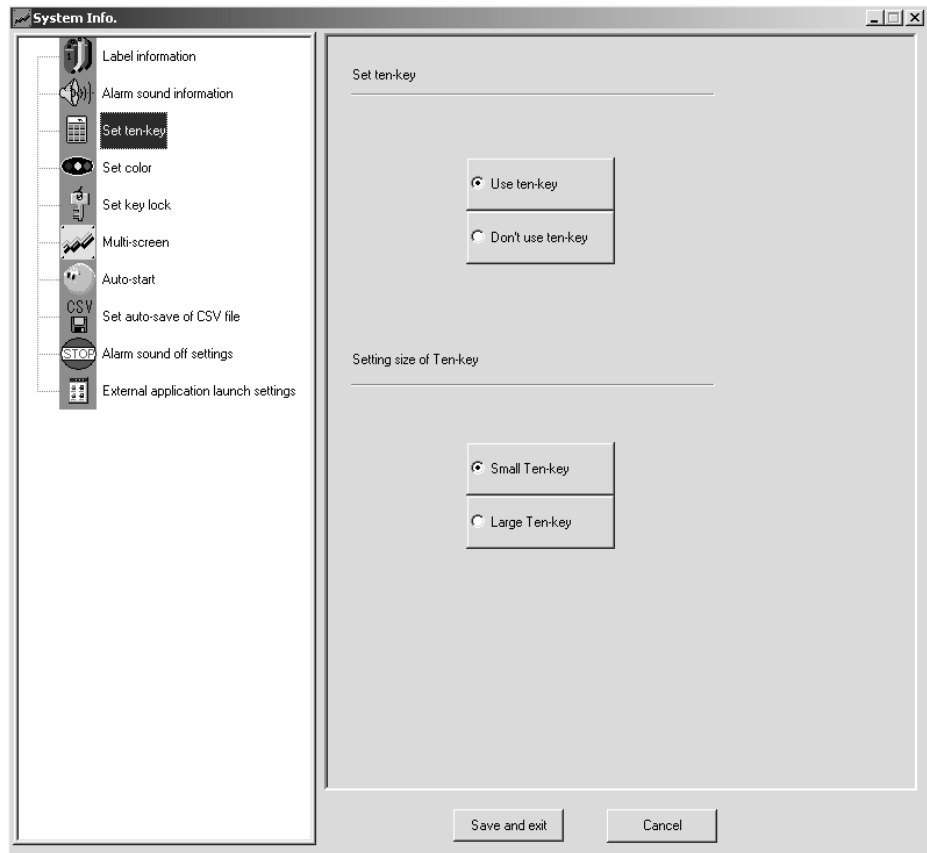 System Info.
Label information
Alarm sound information
Set ten-key
Set color
Set key lock
Multi-screen
Auto-start
CSV
Set auto-save of CSV file
STOP
Alarm sound off settings
External application launch settings
Set ten-key
Use ten-key
Don't use ten-key
Setting size of Ten-key
Small Ten-key
Large Ten-key
Save and exit
Cancel